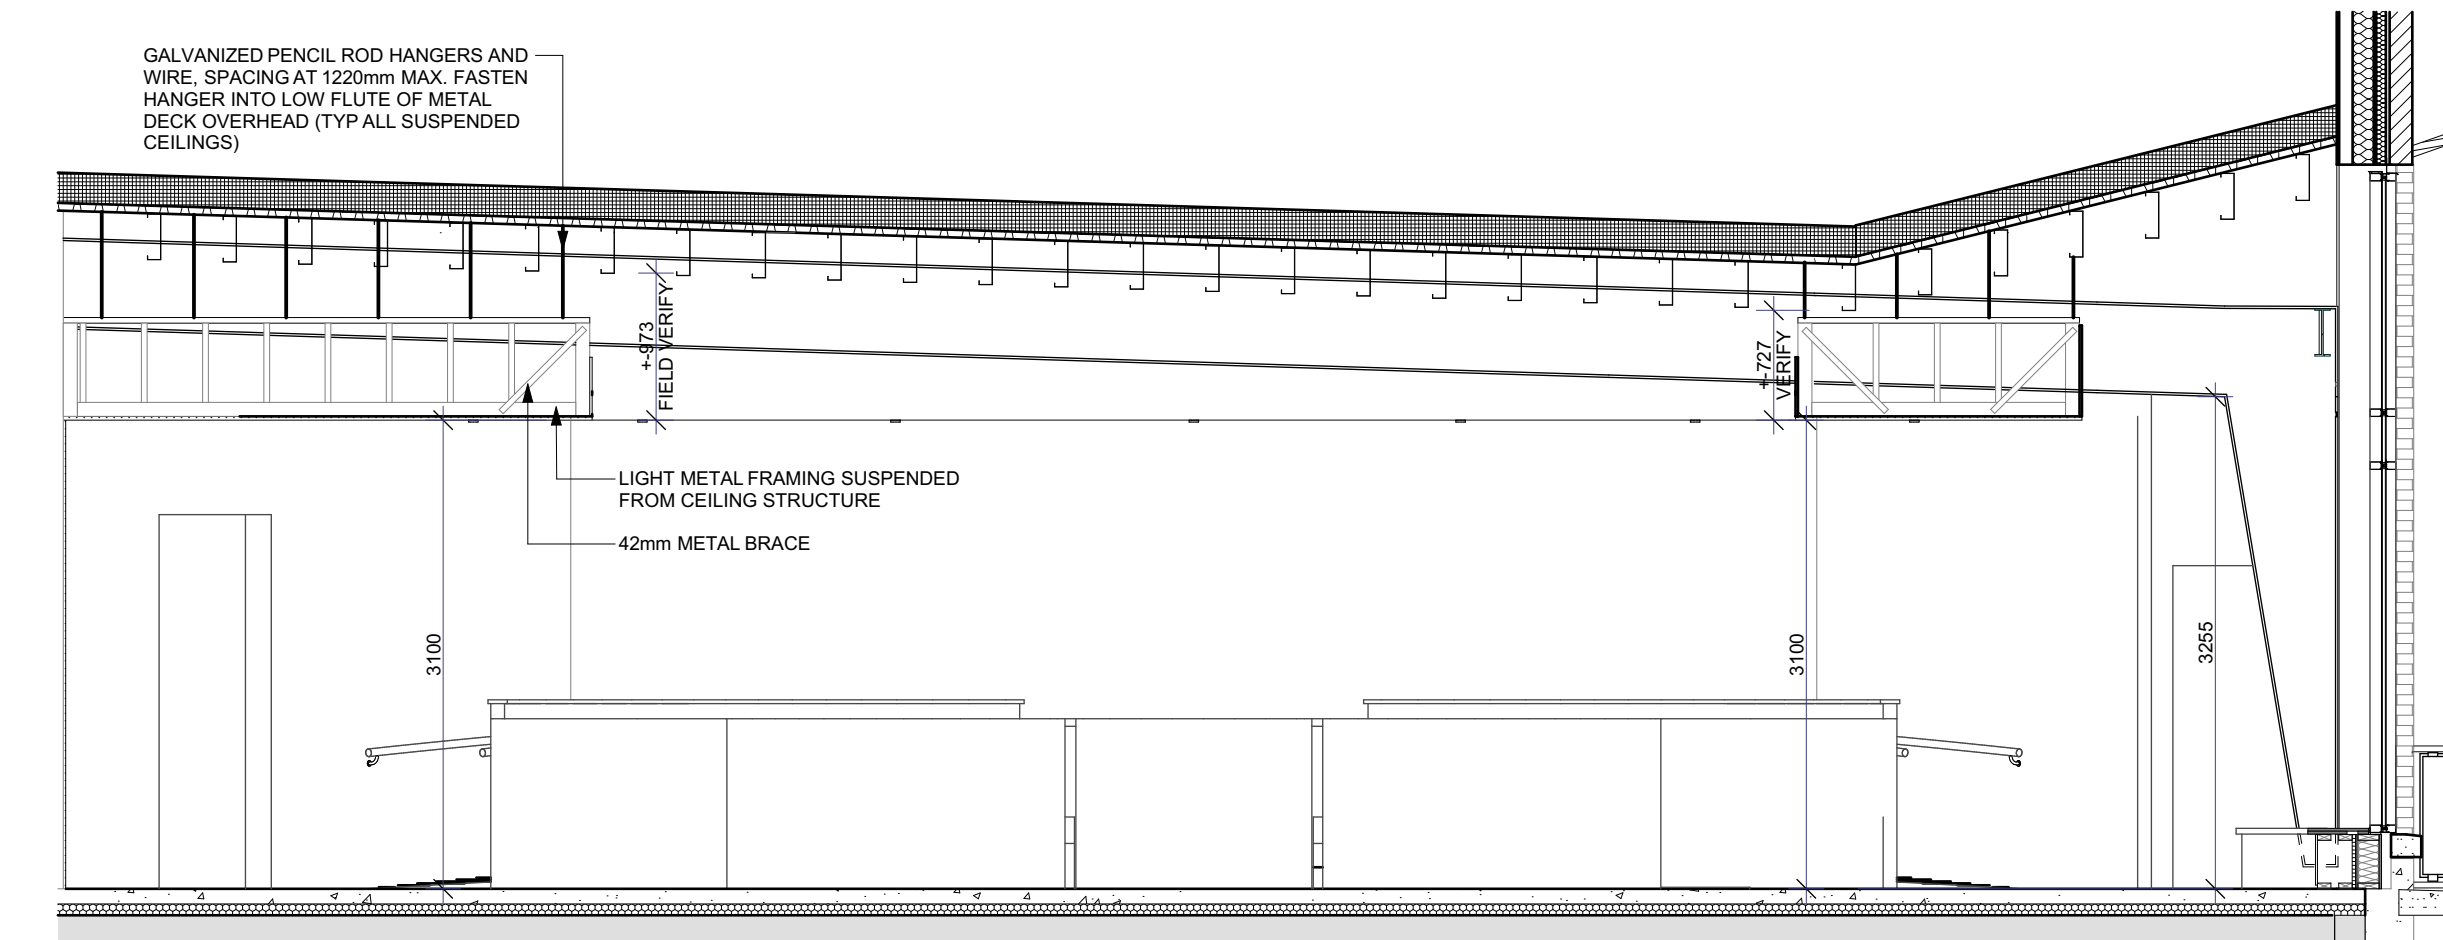 GALVANIZED PENCIL ROD HANGERS AND
WIRE, SPACING AT 1220mm MAX. FASTEN
HANGER INTO LOW FLUTE OF METAL
DECK OVERHEAD (TYP ALL SUSPENDED
CEILINGS)
+-973
FIELD VERIFY
+-727
VERIFY
LIGHT METAL FRAMING SUSPENDED
FROM CEILING STRUCTURE
42mm METAL BRACE
3100
3100
3255